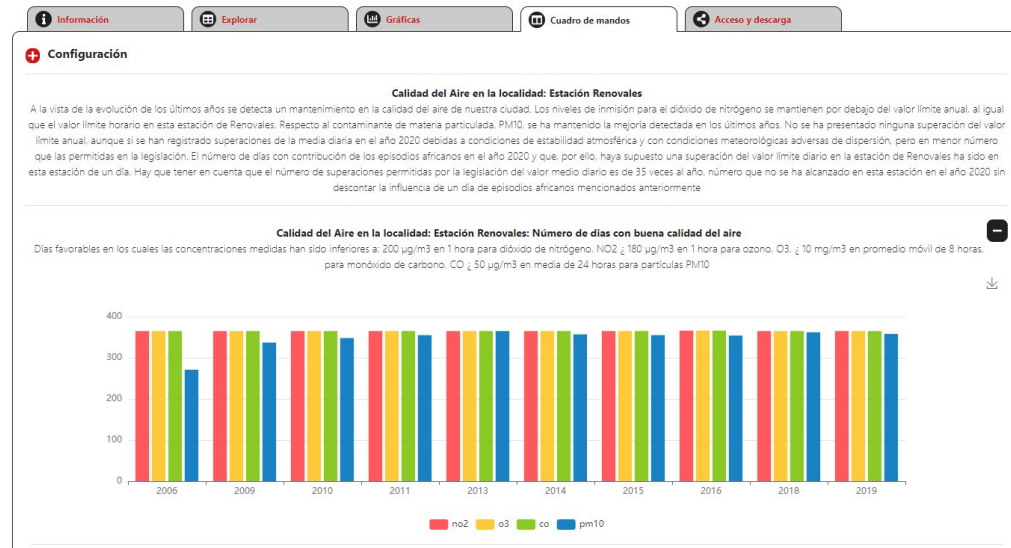 Información
Explorar
Gráficas
Cuadro de mandos
Acceso y descarga
Configuración
Calidad del Aire en la localidad: Estación Renovales
A la vista de la evolución de los últimos años se detecta un mantenimiento en la calidad del aire de nuestra ciudad. Los niveles de inmisión para el dióxido de nitrógeno se mantienen por debajo del valor límite anual, al igual
que el valor límite horario en esta estación de Renovales. Respecto al contaminante de materia particulada, PM10, se ha mantenido la mejoría detectada en los últimos años. No se ha presentado ninguna superación del valor
límite anual, aunque si se han registrado superaciones de la media diaria en el año 2020 debidas a condiciones de estabilidad atmosférica y con condiciones meteorológicas adversas de dispersión, pero en menor número
que las permitidas en la legislación. El número de días con contribución de los episodios africanos en el año 2020 y que, por ello, haya supuesto una superación del valor límite diario en la estación de Renovales ha sido en
esta estación de un día. Hay que tener en cuenta que el número de superaciones permitidas por la legislación del valor medio diario es de 35 veces al año, número que no se ha alcanzado en esta estación en el año 2020 sin
descontar la influencia de un día de episodios africanos mencionados anteriormente
Calidad del Aire en la localidad: Estación Renovales: Número de dias con buena calidad del aire
Días favorables en los cuales las concentraciones medidas han sido inferiores a: 200 µg/m3 en 1 hora para dióxido de nitrógeno, NO2 ¿ 180 µg/m3 en 1 hora para ozono, O3. ¿ 10 mg/m3 en promedio móvil de 8 horas,
para monóxido de carbono, CO ¿ 50 µg/m3 en media de 24 horas para partículas PM10
400
300
200
100
0
2006 2009 2010 2011 2013 2014 2015 2016 2018 2019
no2 o3 co pm10